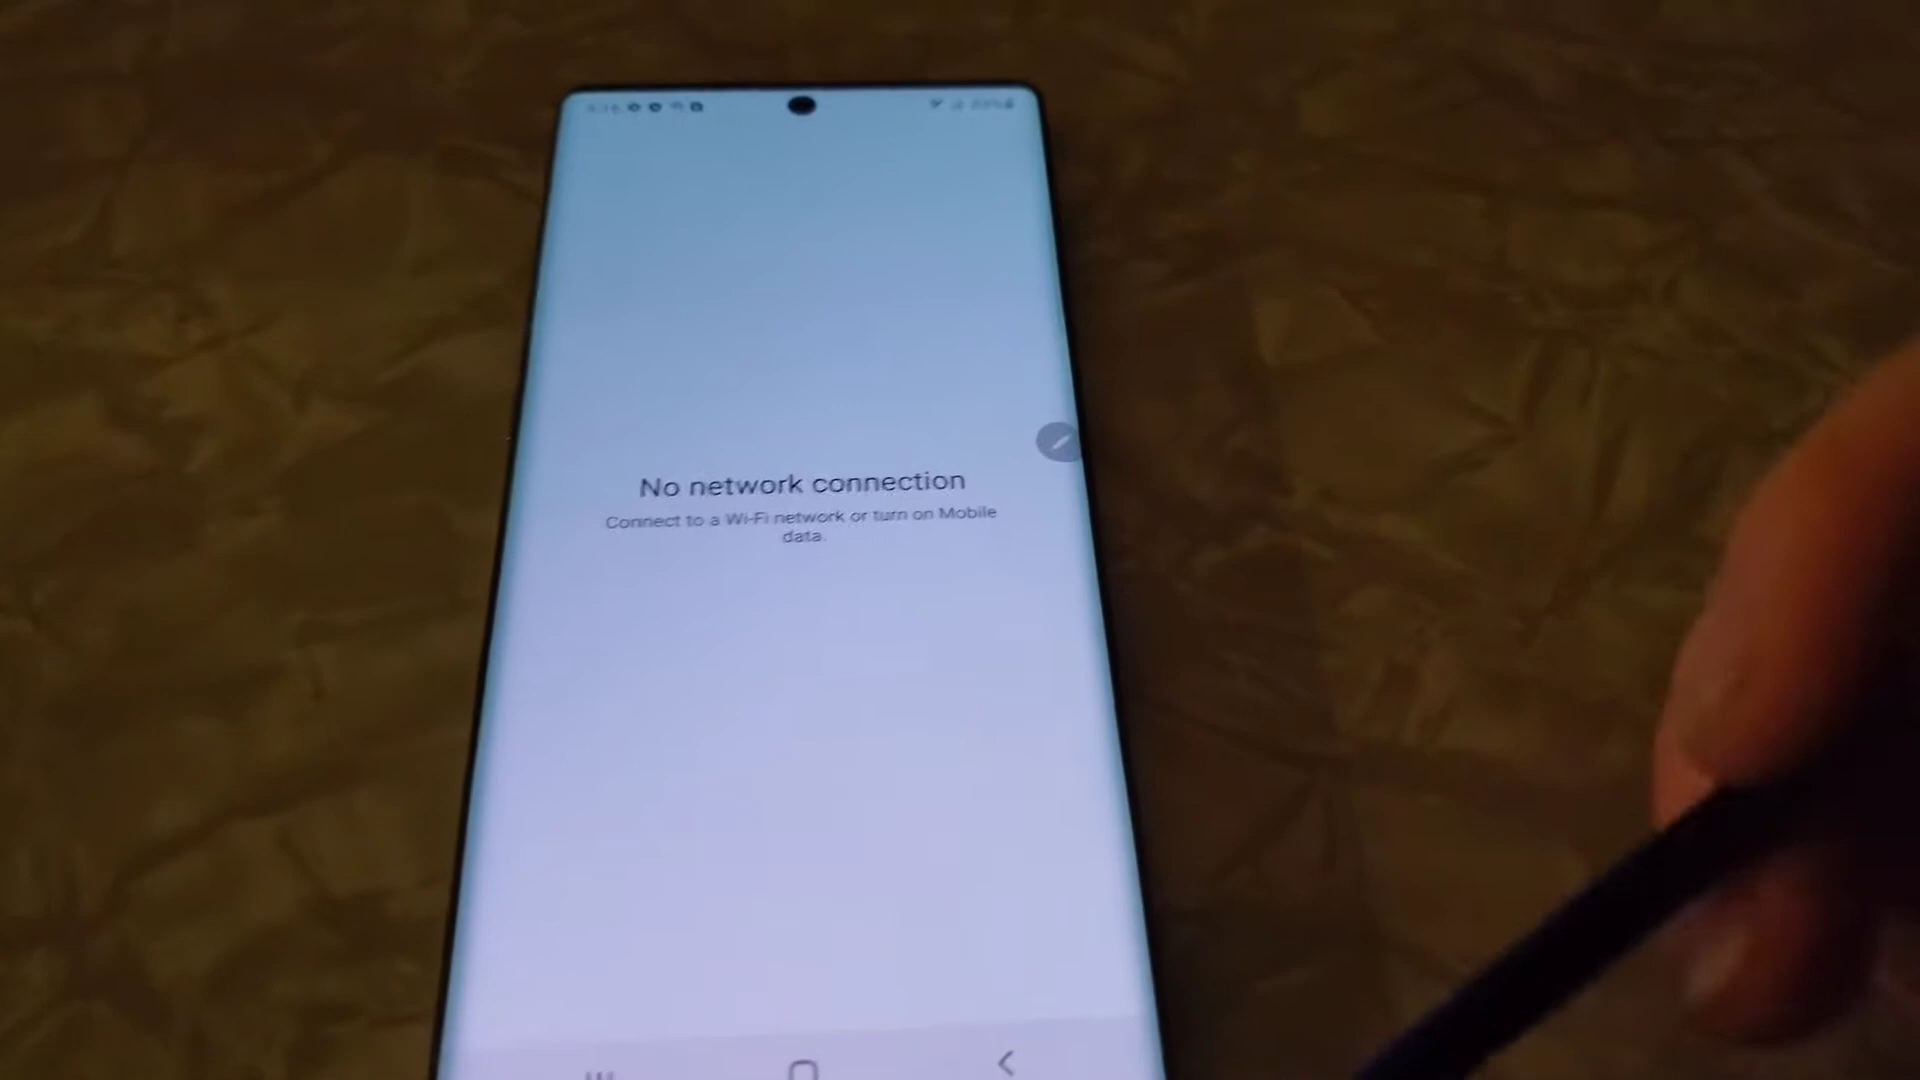 No network connection
Connect to a Wi-Fi network or turn on Mobile
data.